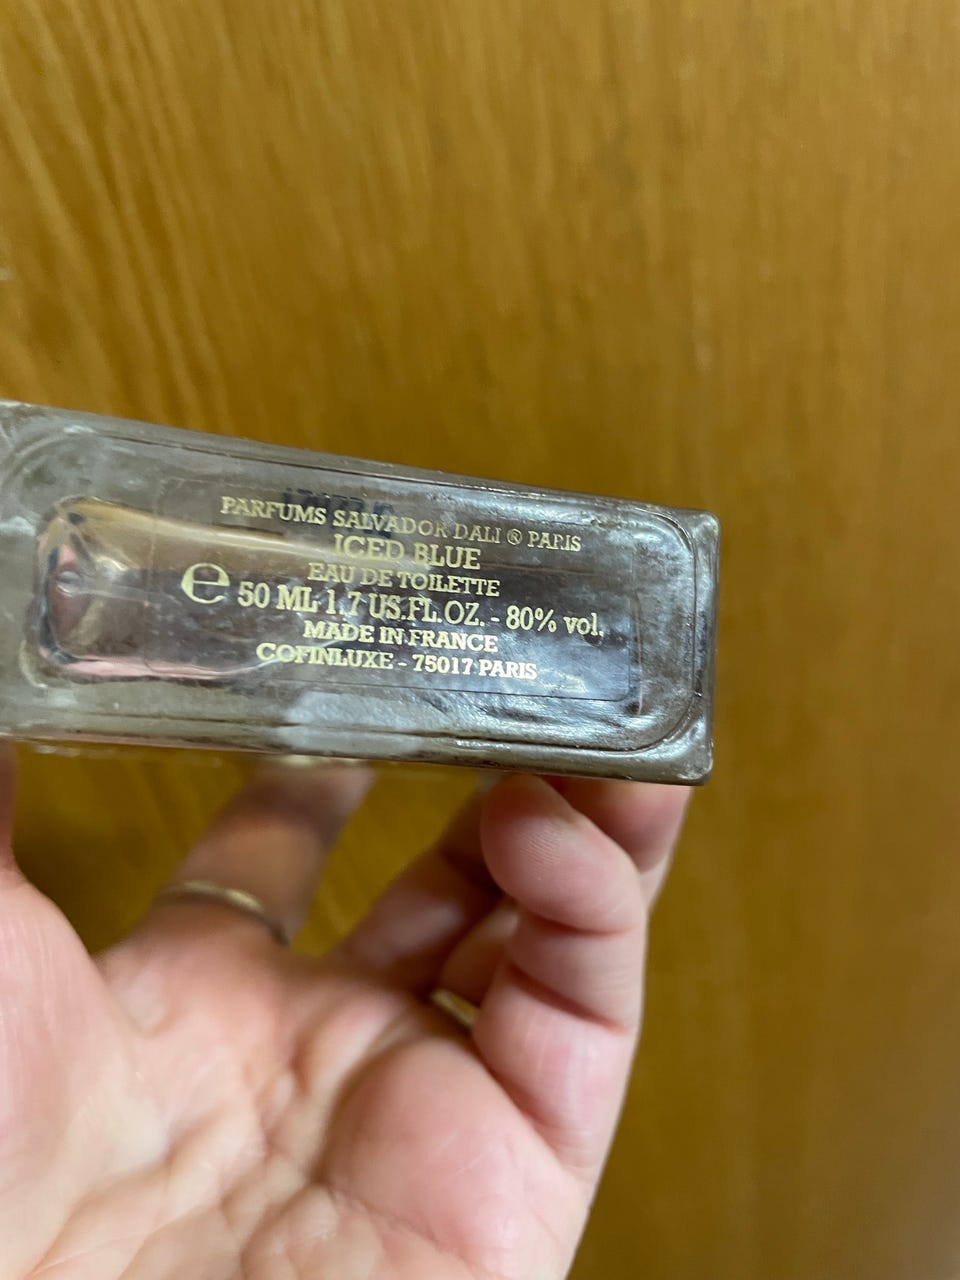 PARFUMS SALVADOR DALI ® PARIS
ICED BLUE
EAU DE TOILETTE
e 50 ML 1.7 US.FL.OZ. - 80% vol.
MADE IN FRANCE
COFINLUXE - 75017 PARIS